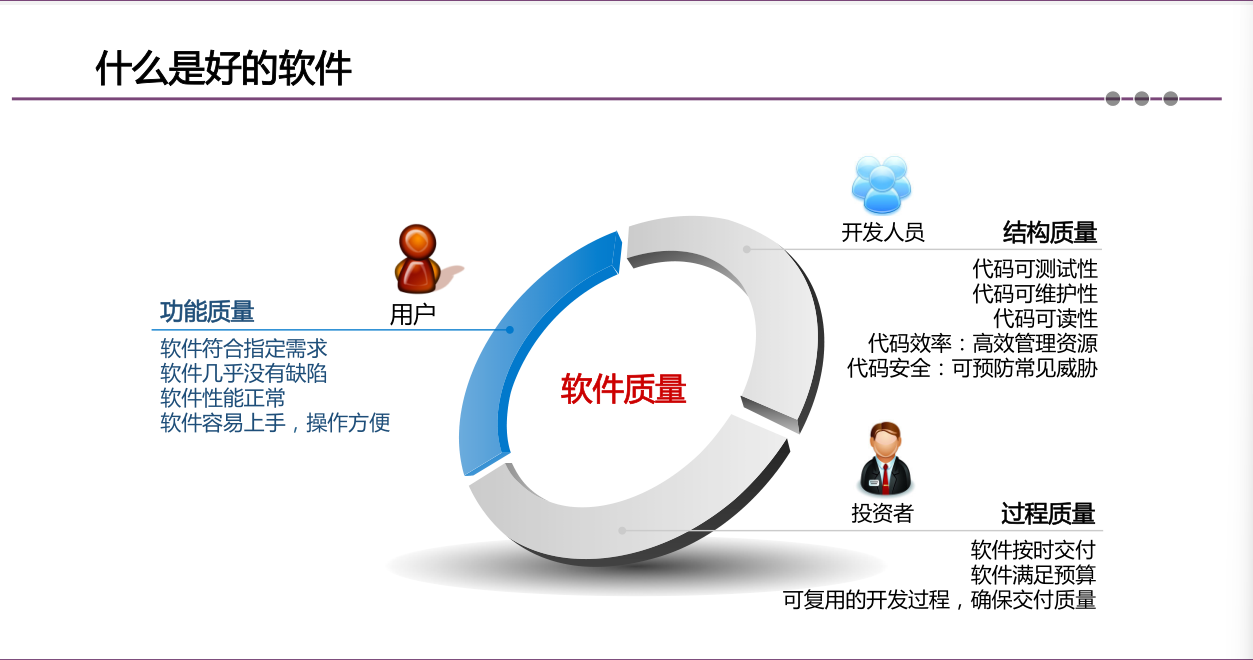 什么是好的软件
用户
功能质量
软件符合指定需求
软件几乎没有缺陷
软件性能正常
软件容易上手，操作方便
软件质量
开发人员
结构质量
代码可测试性
代码可维护性
代码可读性
代码效率：高效管理资源
代码安全：可预防常见威胁
投资者
过程质量
软件按时交付
软件满足预算
可复用的开发过程，确保交付质量